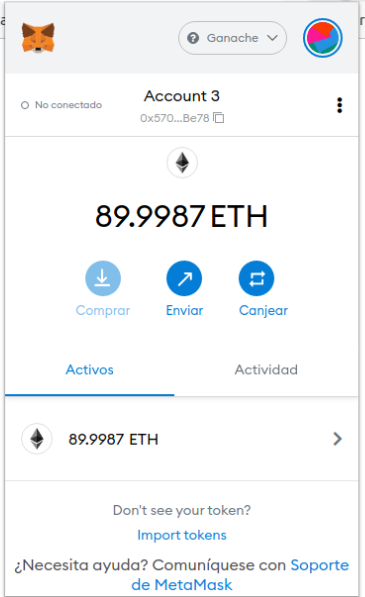 Ganache
No conectado
Account 3
0x570...Be78
89.9987 ETH
Comprar
Enviar
Canjear
Activos
Actividad
89.9987 ETH
Don't see your token?
Import tokens
¿Necesita ayuda? Comuníquese con Soporte
de MetaMask